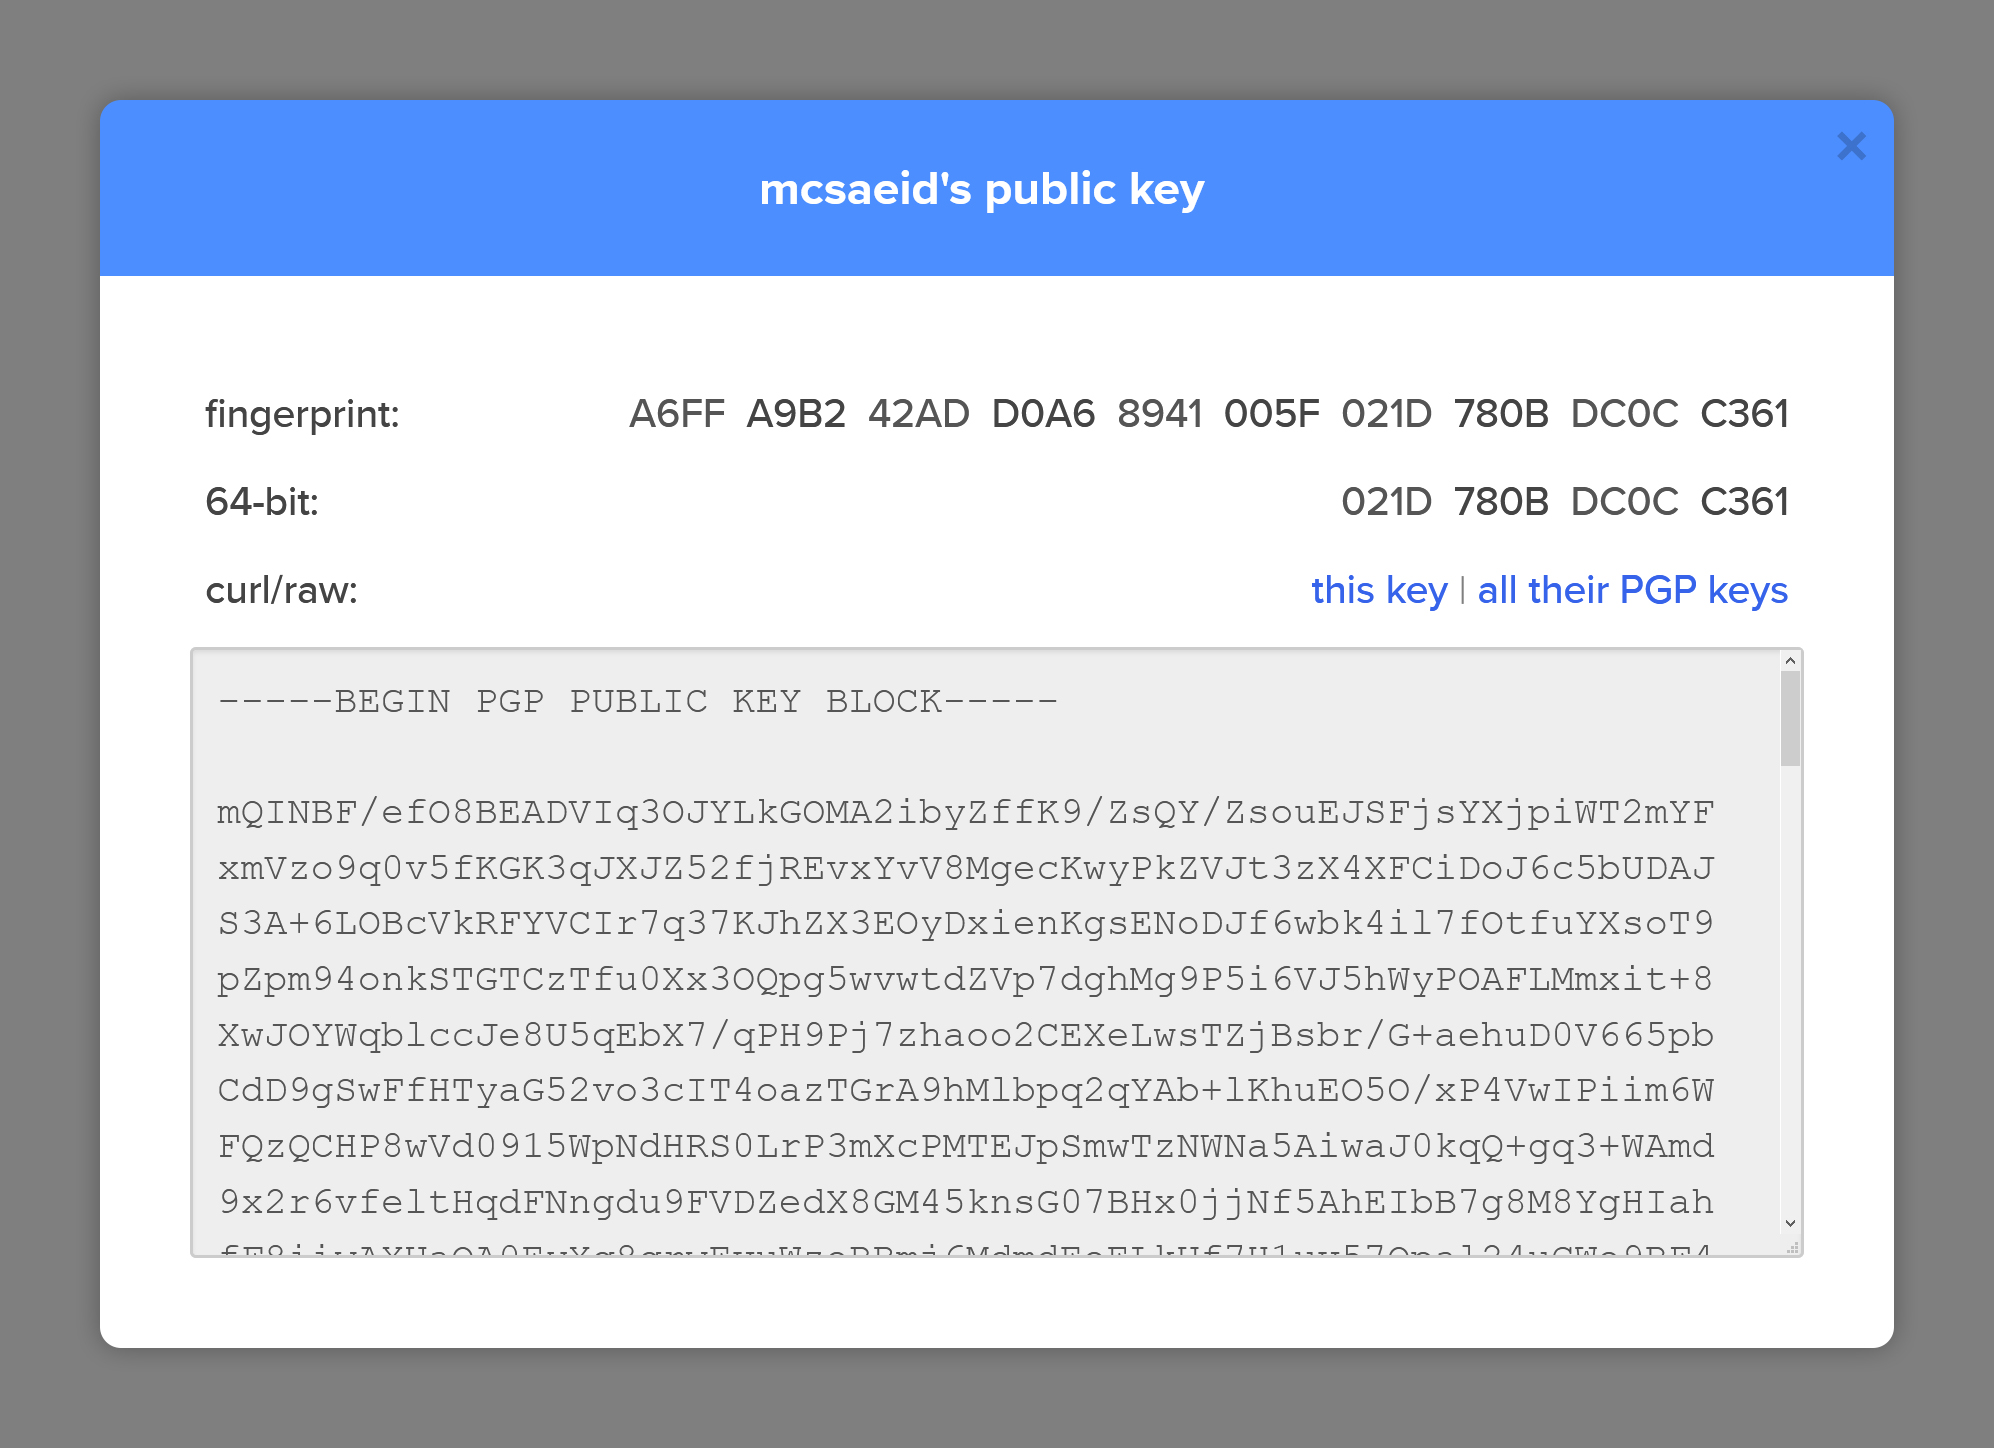 mcsaeid's public key
fingerprint: A6FF A9B2 42AD D0A6 8941 005F 021D 780B DC0C C361
64-bit: 021D 780B DC0C C361
curl/raw: this key | all their PGP keys
-----BEGIN PGP PUBLIC KEY BLOCK-----
mQINBF/efO8BEADVIq3OJYLkGOMA2ibyZffK9/ZsQY/ZsouEJSFjsYXjpiWT2mYF
xmVzo9q0v5fKGK3qJXJZ52fjREvxYvV8MgecKwyPkZVJt3zX4XFCiDoJ6c5bUDAJ
S3A+6LOBcVkRFYVCIr7q37KJhZX3EOyDxienKgsENoDJf6wbk4il7fOtfuYXsoT9
pZpm94onkSTGTCzTfu0Xx3OQpg5wvwtdZVp7dghMg9P5i6VJ5hWyPOAFLMmxit+8
XwJOYWqblccJe8U5qEbX7/qPH9Pj7zhaoo2CEXeLwsTZjBsbr/G+aehuD0V665pb
CdD9gSwFfHTyaG52vo3cIT4oazTGrA9hMlbpq2qYAb+lKhuEO5O/xP4VwIPiim6W
FQzQCHP8wVd0915WpNdHRS0LrP3mXcPMTEJpSmwTzNWNa5AiwaJ0kqQ+gq3+WAmd
9x2r6vfeltHqdFNngdu9FVDZedX8GM45knsG07BHx0jjNf5AhEIbB7g8M8YgHIah